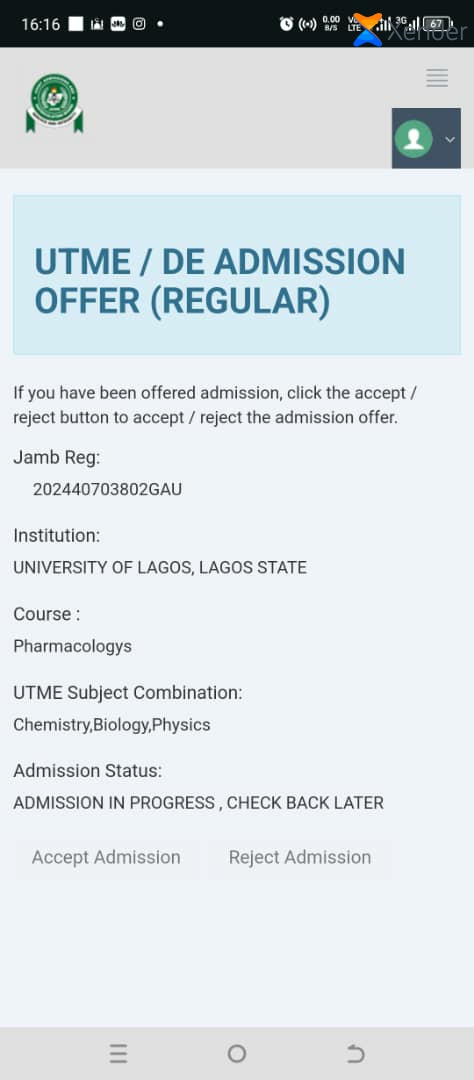 16:16
0.00
B/S
LTE
3G
67
Xender
UTME / DE ADMISSION
OFFER (REGULAR)
If you have been offered admission, click the accept /
reject button to accept / reject the admission offer.
Jamb Reg:
202440703802GAU
Institution:
UNIVERSITY OF LAGOS, LAGOS STATE
Course :
Pharmacologys
UTME Subject Combination:
Chemistry,Biology,Physics
Admission Status:
ADMISSION IN PROGRESS , CHECK BACK LATER
Accept Admission
Reject Admission